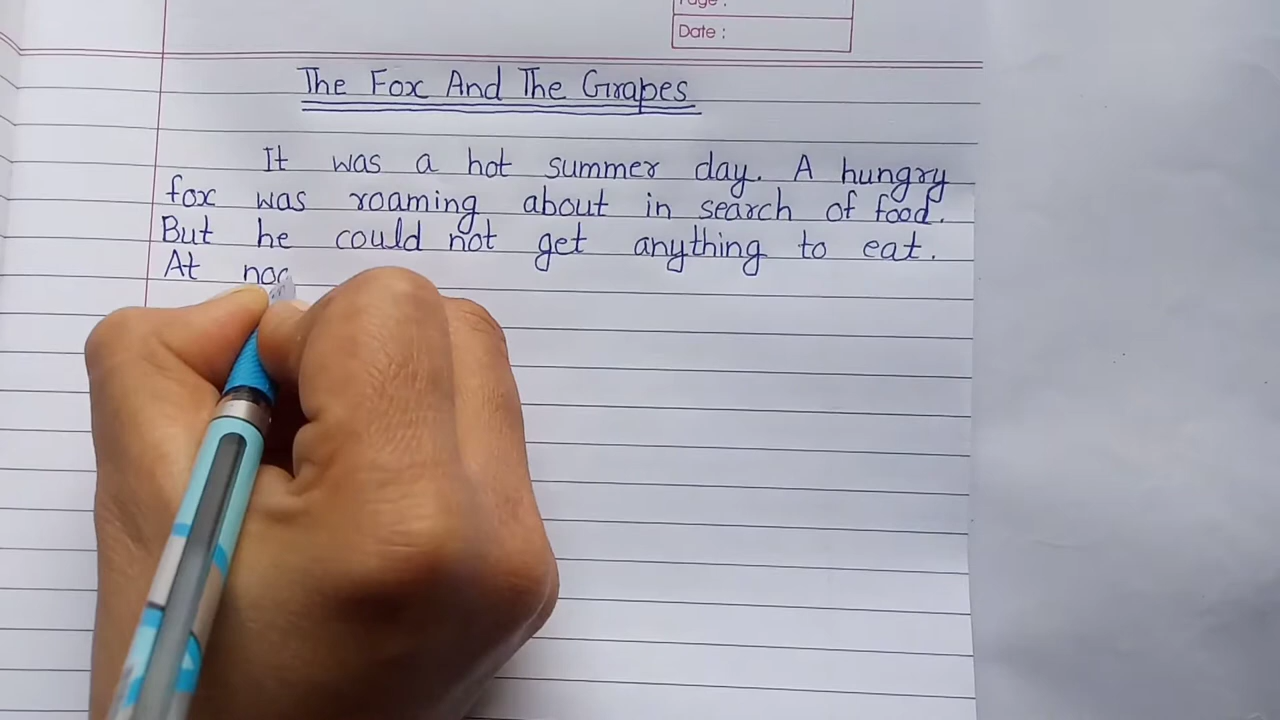 Page :
Date :
The Fox And The Grapes
It was a hot summer day. A hungry
fox was roaming about in search of food.
But he could not get anything to eat.
At